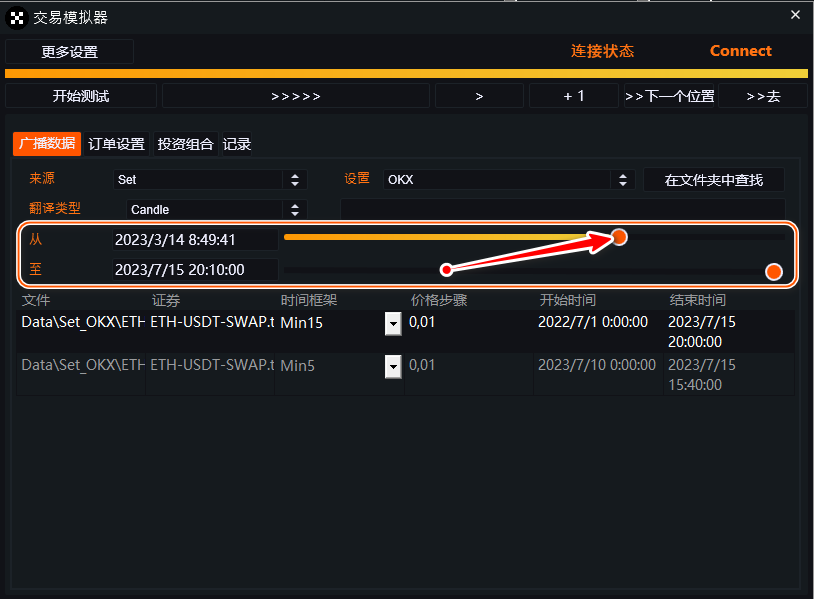 交易模拟器
更多设置 连接状态 Connect
开始测试 >>>>> > + 1 >>下一个位置 >>去
广播数据 订单设置 投资组合 记录
来源 Set 设置 OKX 在文件夹中查找
翻译类型 Candle
从 2023/3/14 8:49:41
至 2023/7/15 20:10:00
文件 证券 时间框架 价格步骤 开始时间 结束时间
Data\Set_OKX\ETH ETH-USDT-SWAP.t Min15 0,01 2022/7/1 0:00:00 2023/7/15
20:00:00
Data\Set_OKX\ETH ETH-USDT-SWAP.t Min5 0,01 2023/7/10 0:00:00 2023/7/15
15:40:00